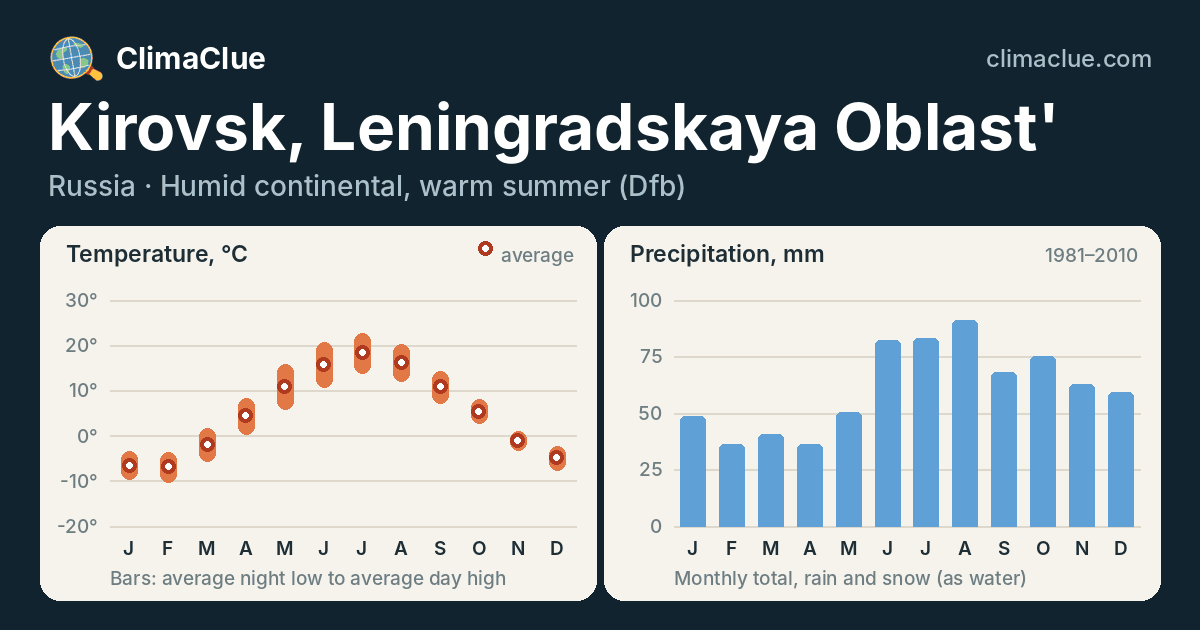 ClimaClue
climaclue.com
Kirovsk, Leningradskaya Oblast'
Russia · Humid continental, warm summer (Dfb)
Temperature, °C
average
30°
20°
10°
0°
-10°
-20°
J F M A M J J A S O N D
Bars: average night low to average day high
Precipitation, mm
1981–2010
100
75
50
25
0
J F M A M J J A S O N D
Monthly total, rain and snow (as water)